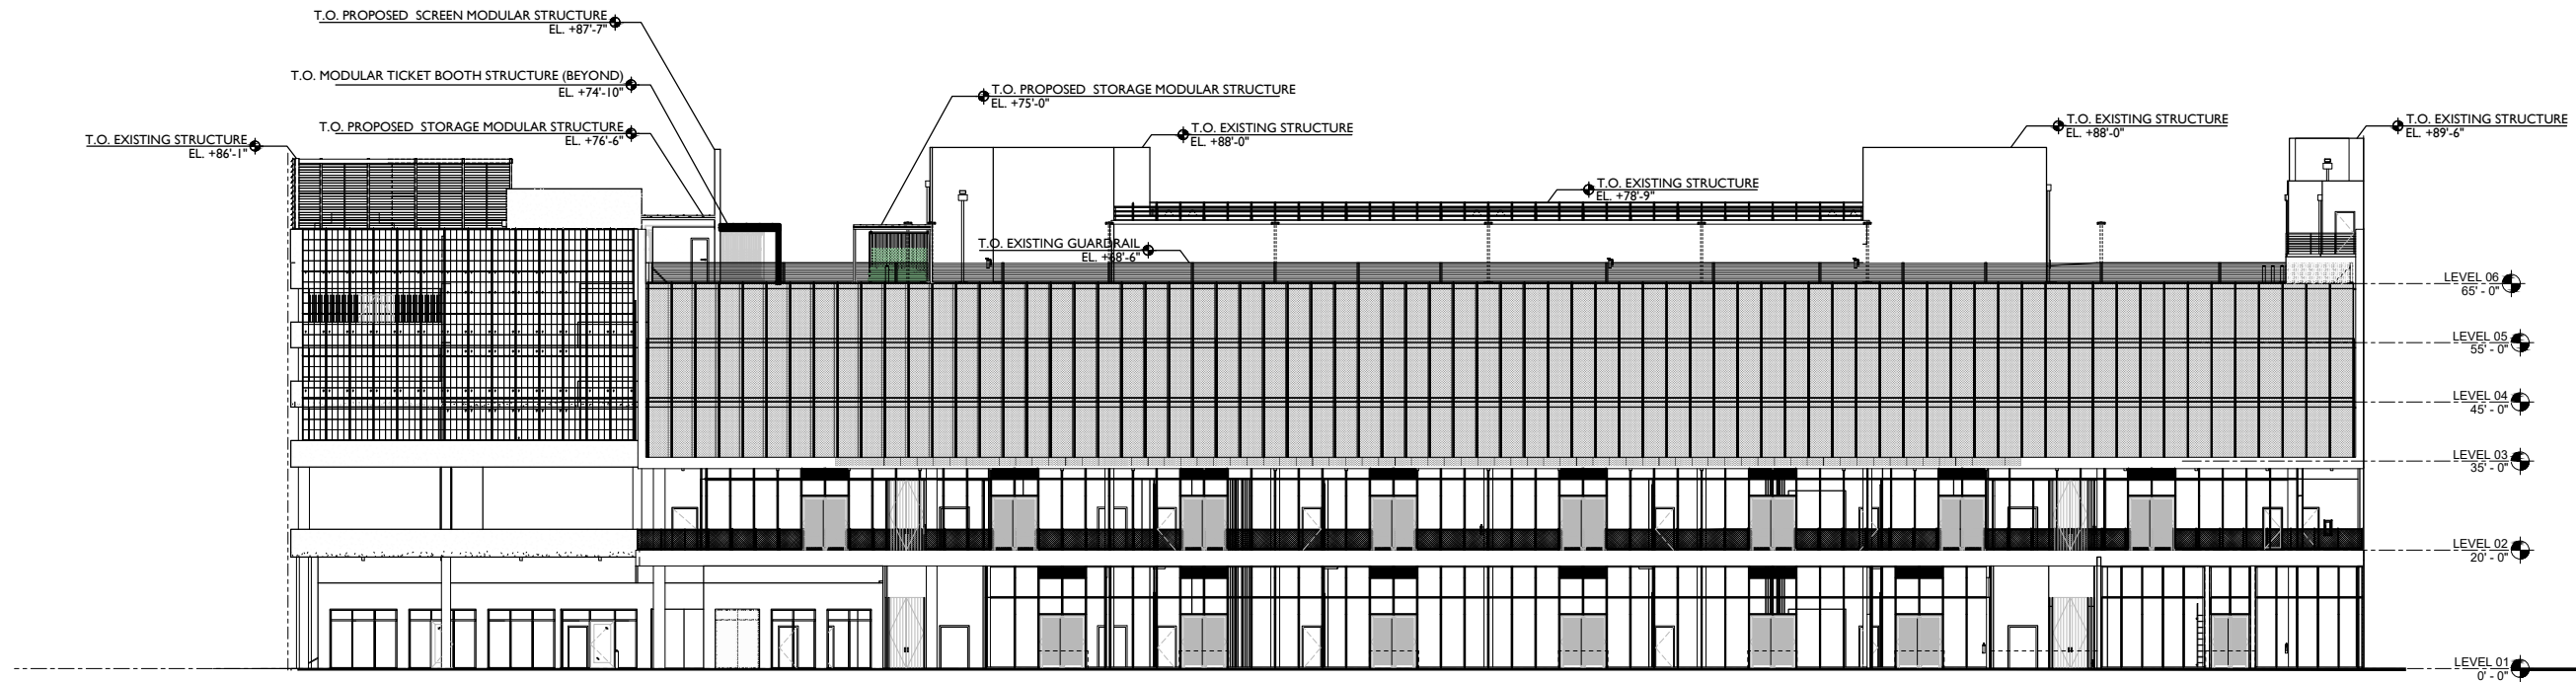 T.O. PROPOSED SCREEN MODULAR STRUCTURE
EL. +87'-7"
T.O. MODULAR TICKET BOOTH STRUCTURE (BEYOND)
EL. +74'-10"
T.O. PROPOSED STORAGE MODULAR STRUCTURE
EL. +75'-0"
T.O. PROPOSED STORAGE MODULAR STRUCTURE
EL. +76'-6"
T.O. EXISTING STRUCTURE
EL. +86'-1"
T.O. EXISTING STRUCTURE
EL. +88'-0"
T.O. EXISTING STRUCTURE
EL. +88'-0"
T.O. EXISTING STRUCTURE
EL. +89'-6"
T.O. EXISTING STRUCTURE
EL. +78'-9"
T.O. EXISTING GUARDRAIL
EL. +68'-6"
LEVEL 06
65' - 0"
LEVEL 05
55' - 0"
LEVEL 04
45' - 0"
LEVEL 03
35' - 0"
LEVEL 02
20' - 0"
LEVEL 01
0' - 0"